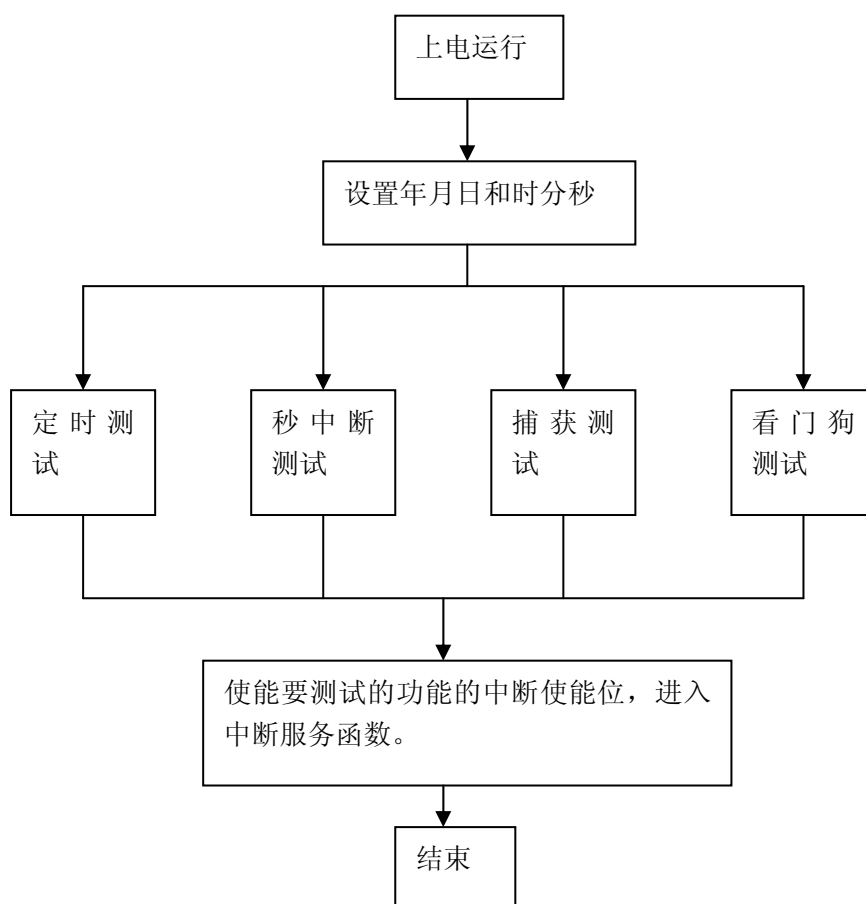 上电运行
设置年月日和时分秒
定时测
试
秒中断
测试
捕获测
试
看门狗
测试
使能要测试的功能的中断使能位，进入
中断服务函数。
结束